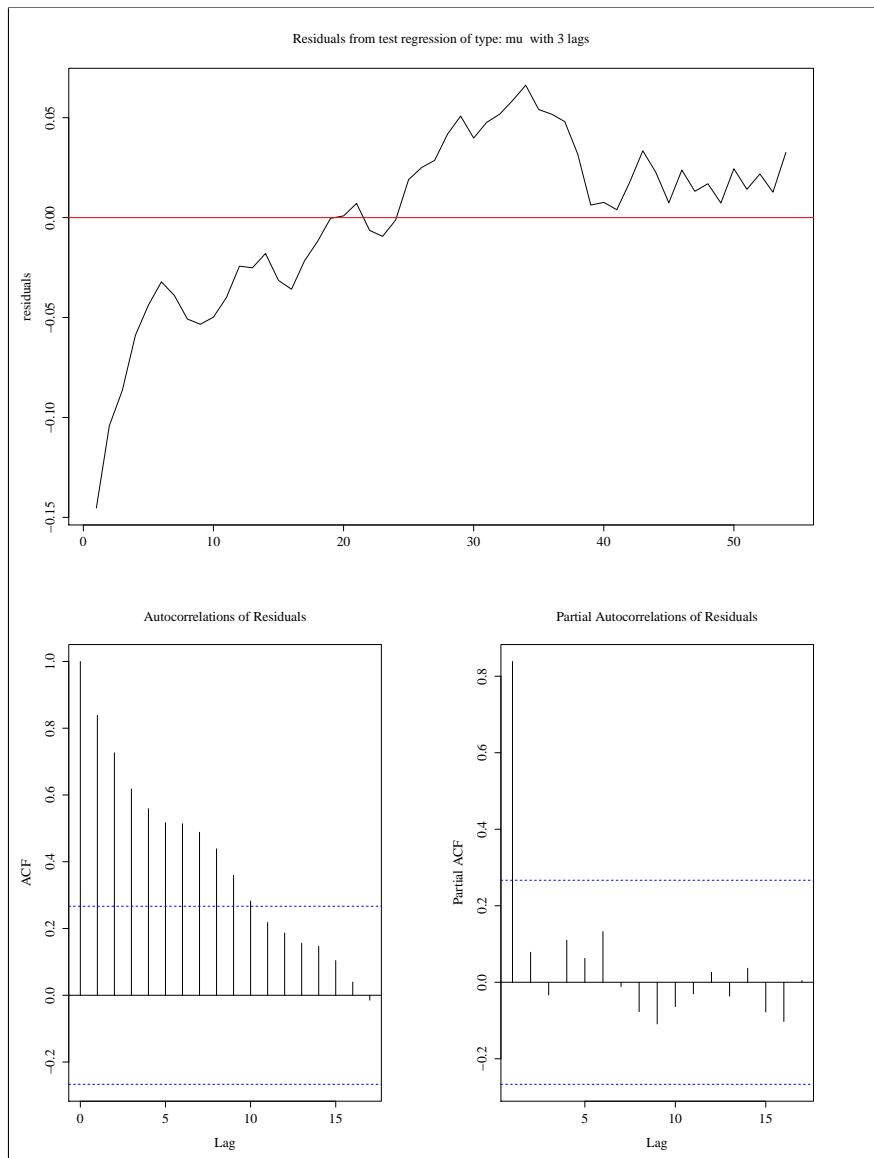 Residuals from test regression of type: mu with 3 lags
residuals
0.05
0.00
−0.05
−0.10
−0.15
0 10 20 30 40 50
Autocorrelations of Residuals
ACF
1.0
0.8
0.6
0.4
0.2
0.0
−0.2
0 5 10 15
Lag
Partial Autocorrelations of Residuals
Partial ACF
0.8
0.6
0.4
0.2
0.0
−0.2
5 10 15
Lag